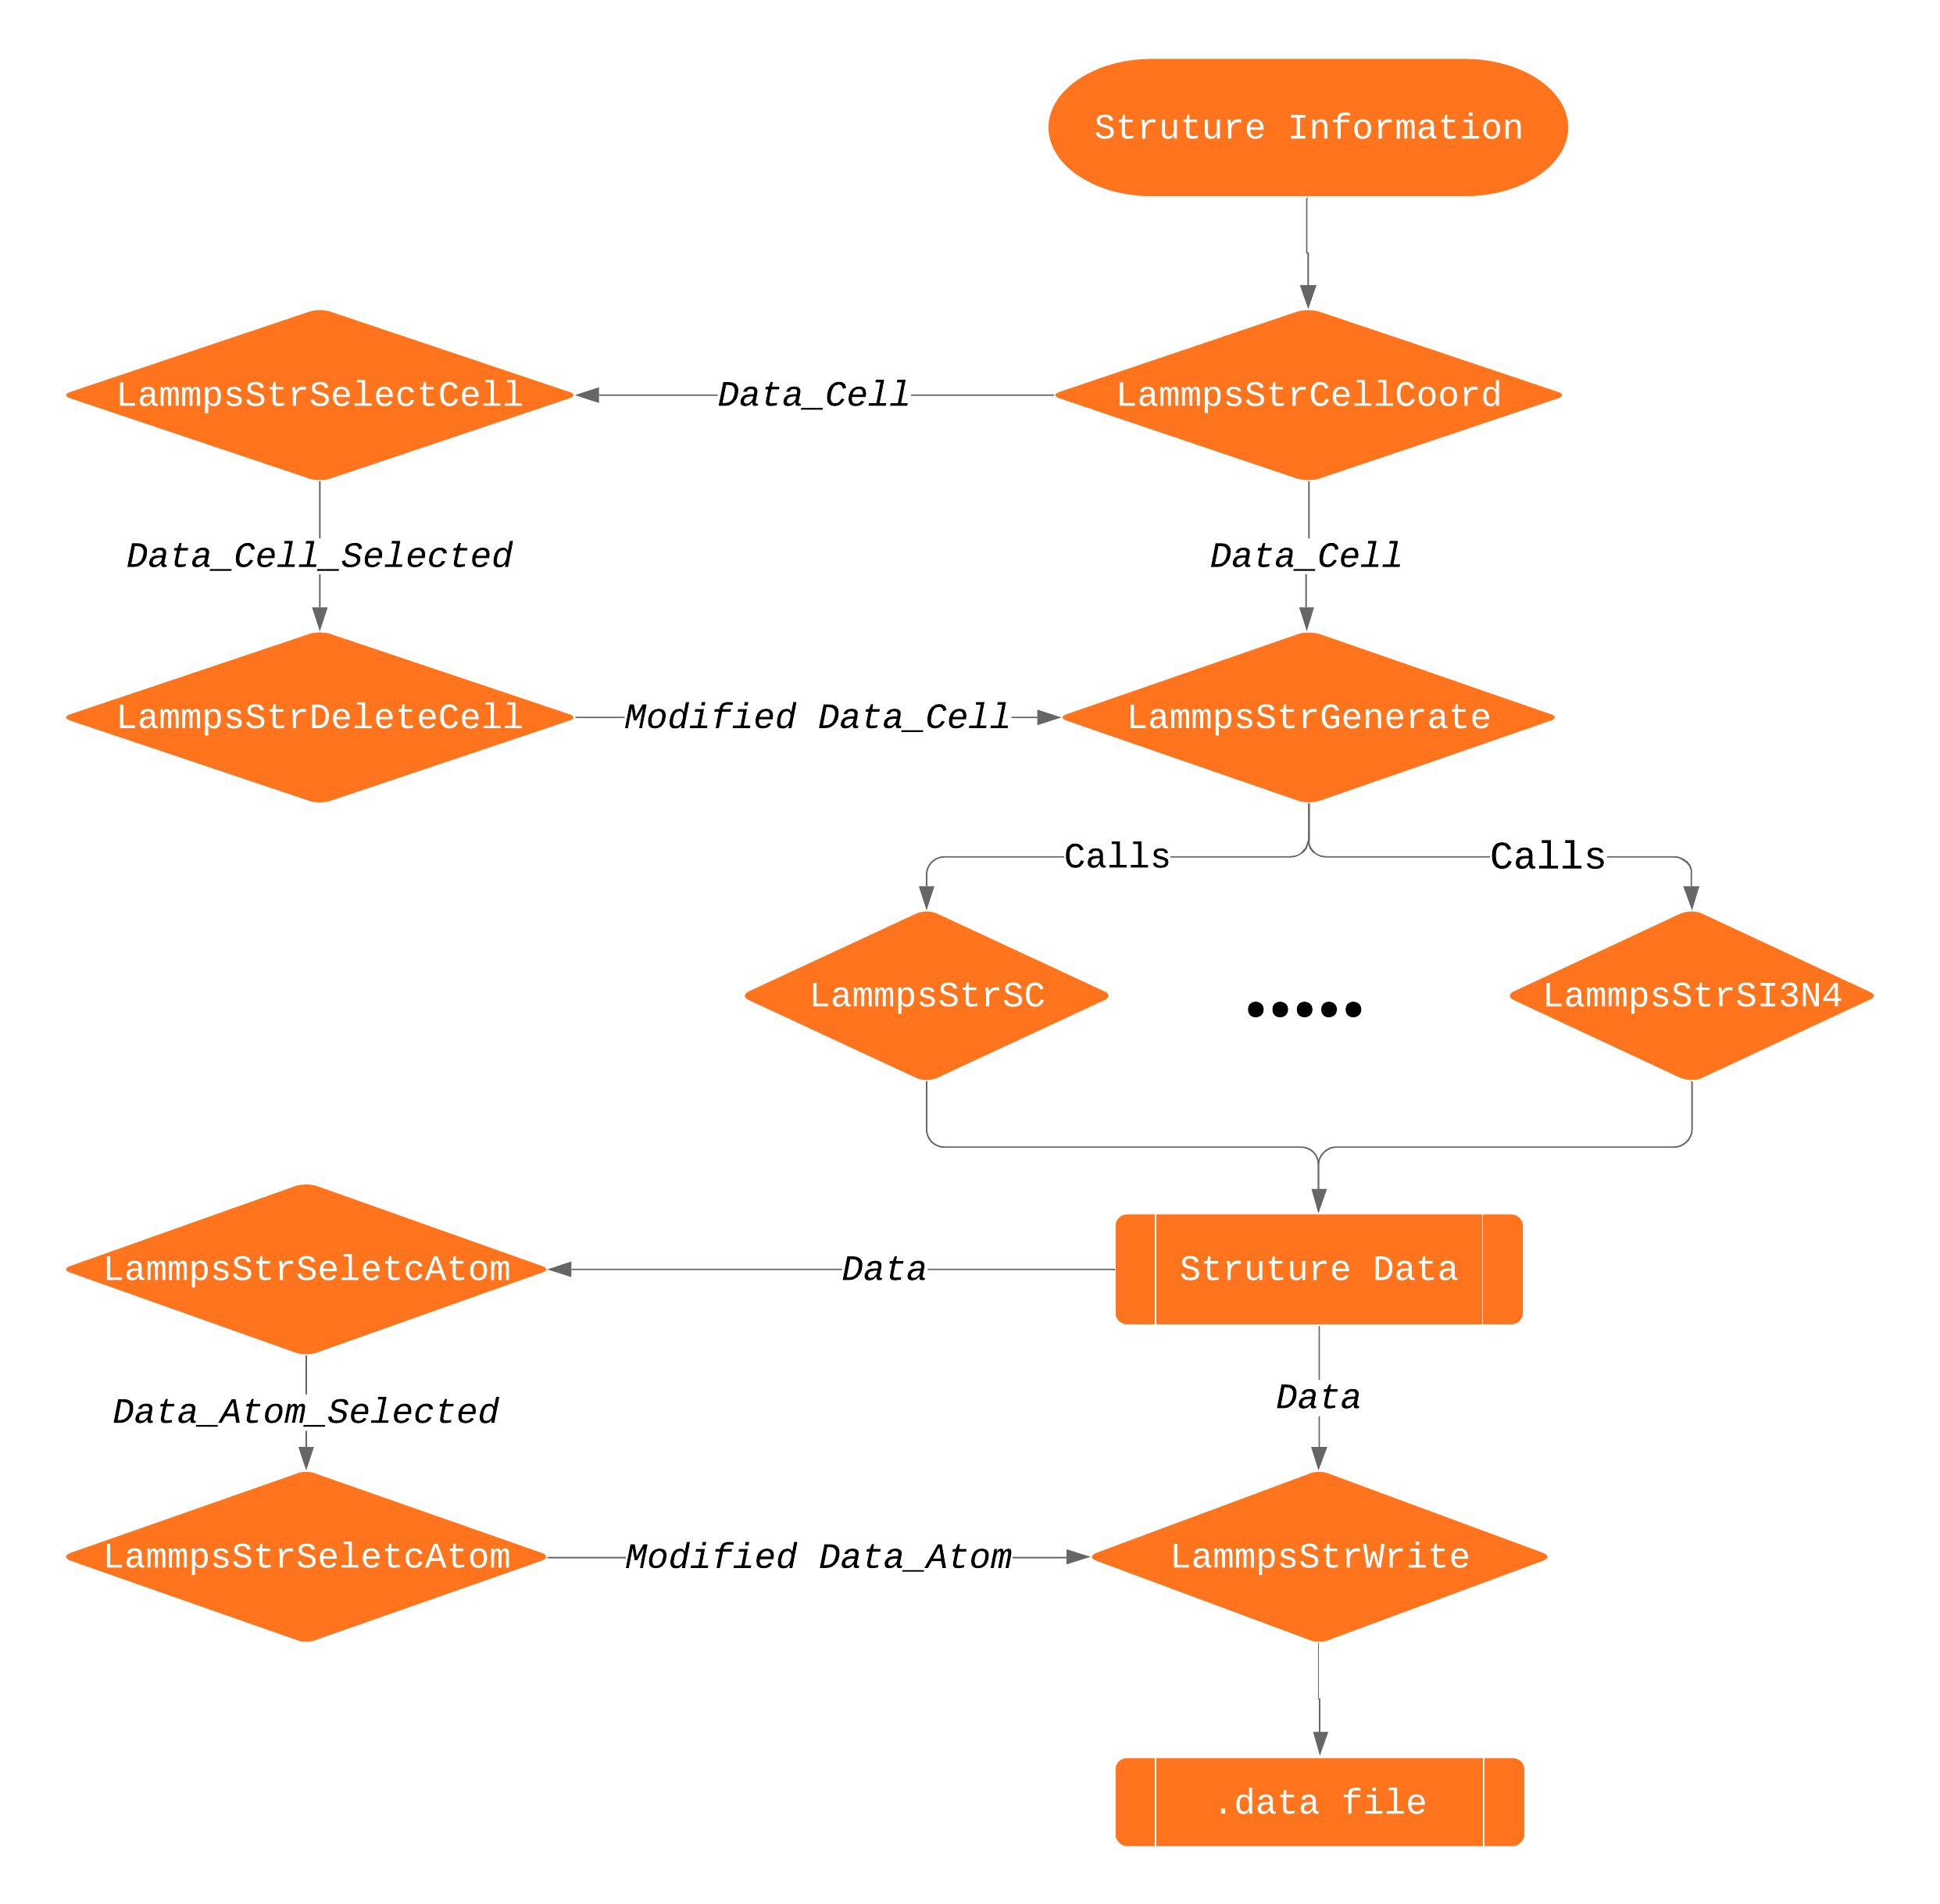 Struture Information
LammpsStrSelectCell
Data_Cell
LammpsStrCellCoord
Data_Cell_Selected
Data_Cell
LammpsStrDeleteCell
Modified Data_Cell
LammpsStrGenerate
Calls
Calls
LammpsStrSC
.....
LammpsStrSI3N4
LammpsStrSeletcAtom
Data
Struture Data
Data_Atom_Selected
Data
LammpsStrSeletcAtom
Modified Data_Atom
LammpsStrWrite
.data file